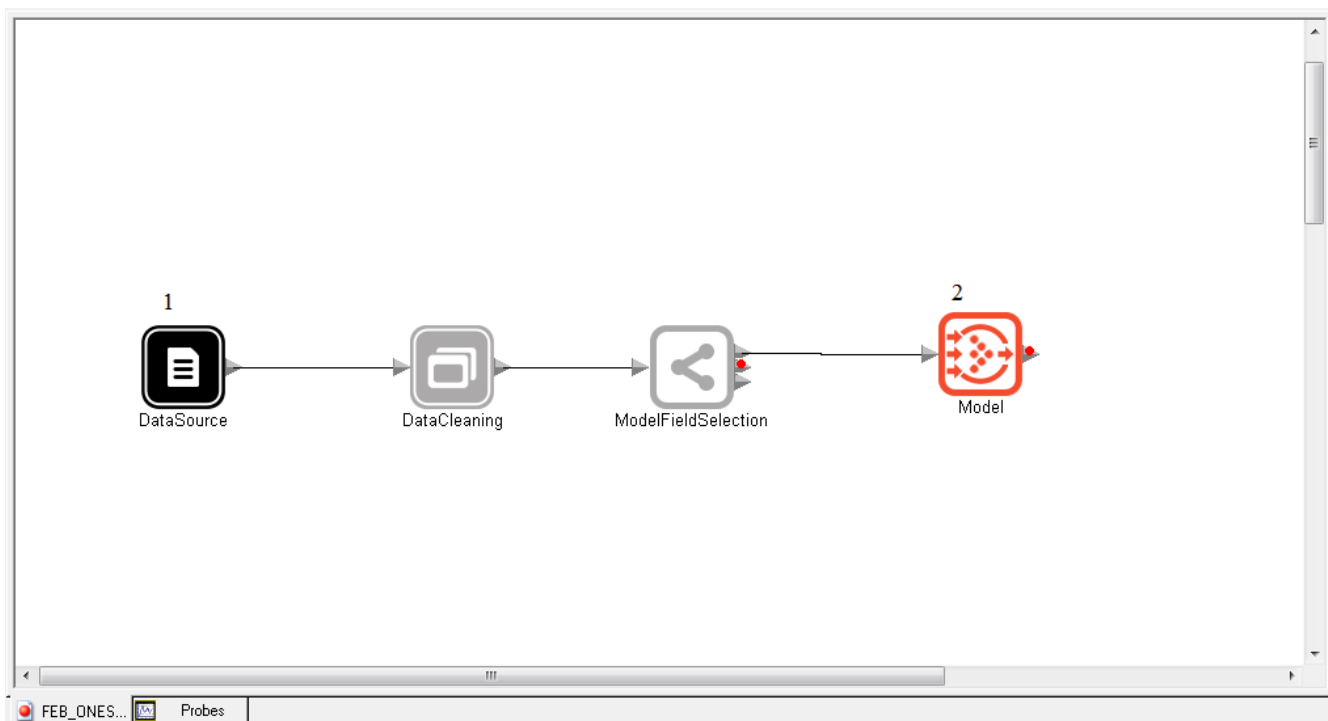 1
2
DataSource
DataCleaning
ModelFieldSelection
Model
FEB_ONES...
Probes